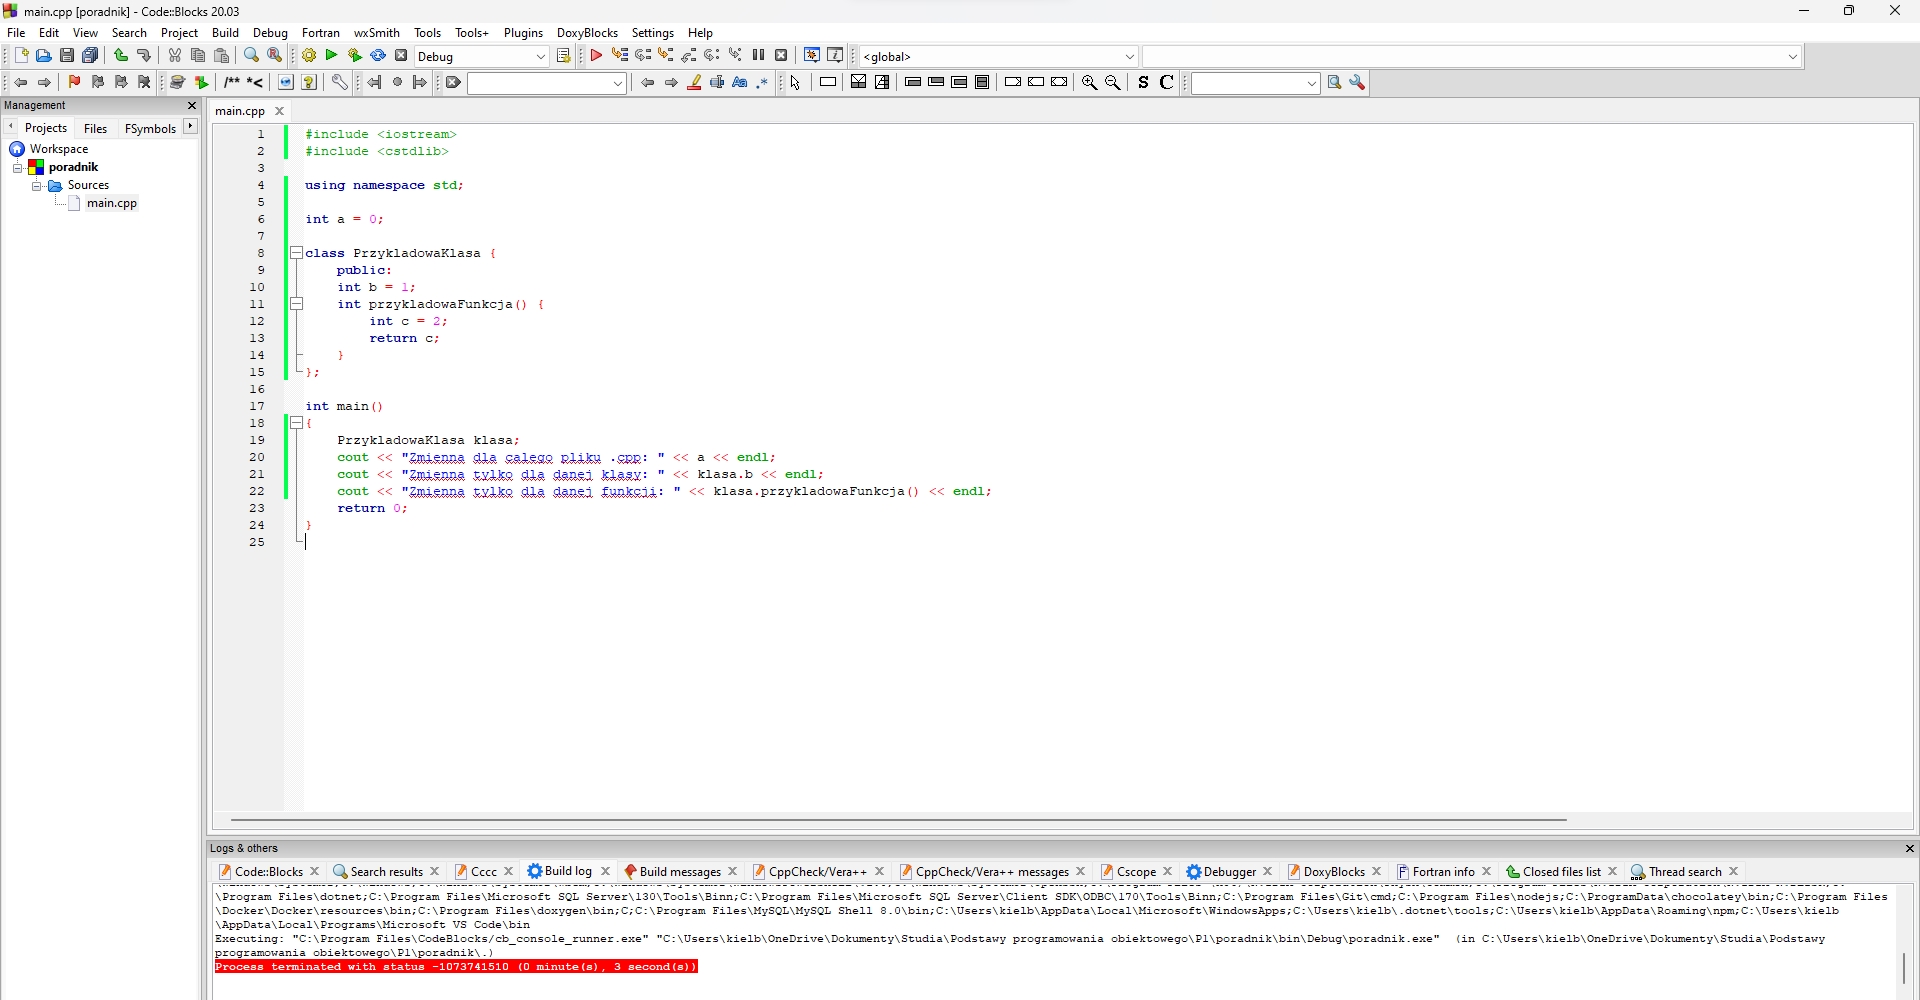 main.cpp [poradnik] - Code::Blocks 20.03
File Edit View Search Project Build Debug Fortran wxSmith Tools Tools+ Plugins DoxyBlocks Settings Help
Debug <global>
/** *< Aa .* S C
Management
main.cpp
Projects Files FSymbols
Workspace
poradnik
Sources
main.cpp
1 #include <iostream>
2 #include <cstdlib>
3
4 using namespace std;
5
6 int a = 0;
7
8 class PrzykladowaKlasa {
9 public:
10 int b = 1;
11 int przykladowaFunkcja() {
12 int c = 2;
13 return c;
14 }
15 };
16
17 int main()
18 {
19 PrzykladowaKlasa klasa;
20 cout << "Zmienna dla calego pliku .cpp: " << a << endl;
21 cout << "Zmienna tylko dla danej klasy: " << klasa.b << endl;
22 cout << "Zmienna tylko dla danej funkcji: " << klasa.przykladowaFunkcja() << endl;
23 return 0;
24 }
25
Logs & others
Code::Blocks Search results Cccc Build log Build messages CppCheck/Vera++ CppCheck/Vera++ messages Cscope Debugger DoxyBlocks Fortran info Closed files list Thread search
\Program Files\dotnet;C:\Program Files\Microsoft SQL Server\130\Tools\Binn;C:\Program Files\Microsoft SQL Server\Client SDK\ODBC\170\Tools\Binn;C:\Program Files\Git\cmd;C:\Program Files\nodejs;C:\ProgramData\chocolatey\bin;C:\Program Files
\Docker\Docker\resources\bin;C:\Program Files\doxygen\bin;C;C:\Program Files\MySQL\MySQL Shell 8.0\bin;C:\Users\kielb\AppData\Local\Microsoft\WindowsApps;C:\Users\kielb\.dotnet\tools;C:\Users\kielb\AppData\Roaming\npm;C:\Users\kielb
\AppData\Local\Programs\Microsoft VS Code\bin
Executing: "C:\Program Files\CodeBlocks/cb_console_runner.exe" "C:\Users\kielb\OneDrive\Dokumenty\Studia\Podstawy programowania obiektowego\P1\poradnik\bin\Debug\poradnik.exe"  (in C:\Users\kielb\OneDrive\Dokumenty\Studia\Podstawy
programowania obiektowego\P1\poradnik\.)
Process terminated with status -1073741510 (0 minute(s), 3 second(s))